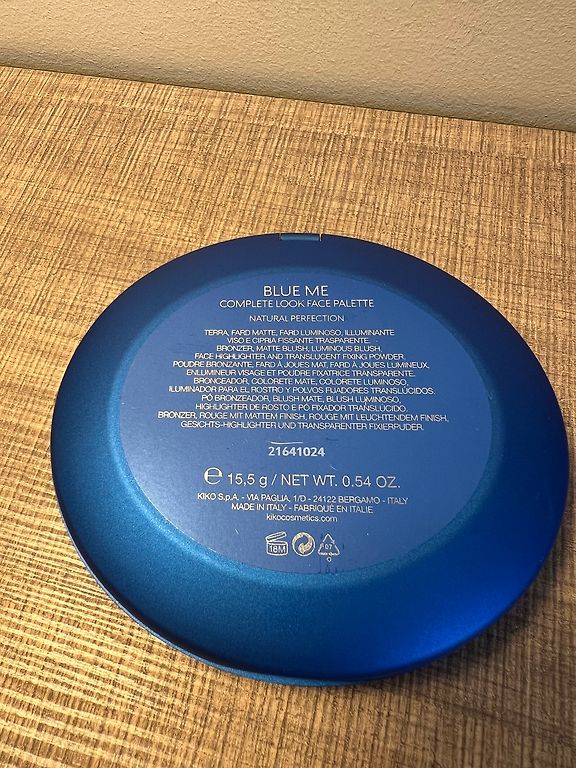 BLUE ME
COMPLETE LOOK FACE PALETTE
NATURAL PERFECTION
TERRA, FARD MATTE, FARD LUMINOSO, ILLUMINANTE
VISO E CIPRIA FISSANTE TRASPARENTE.
BRONZER, MATTE BLUSH, LUMINOUS BLUSH,
FACE HIGHLIGHTER AND TRANSLUCENT FIXING POWDER.
POUDRE BRONZANTE, FARD À JOUES MAT, FARD À JOUES LUMINEUX,
ENLUMINEUR VISAGE ET POUDRE FIXATRICE TRANSPARENTE.
BRONCEADOR, COLORETE MATE, COLORETE LUMINOSO,
ILUMINADOR PARA EL ROSTRO Y POLVOS FIJADORES TRANSLÚCIDOS.
PÓ BRONZEADOR, BLUSH MATE, BLUSH LUMINOSO,
HIGHLIGHTER DE ROSTO E PÓ FIXADOR TRANSLÚCIDO.
BRONZER, ROUGE MIT MATTEM FINISH, ROUGE MIT LEUCHTENDEM FINISH,
GESICHTS-HIGHLIGHTER UND TRANSPARENTER FIXIERPUDER.
21641024
℮ 15,5 g / NET WT. 0.54 OZ.
KIKO S.p.A. - VIA PAGLIA, 1/D - 24122 BERGAMO - ITALY
MADE IN ITALY - FABRIQUÉ EN ITALIE
kikocosmetics.com
18M 07